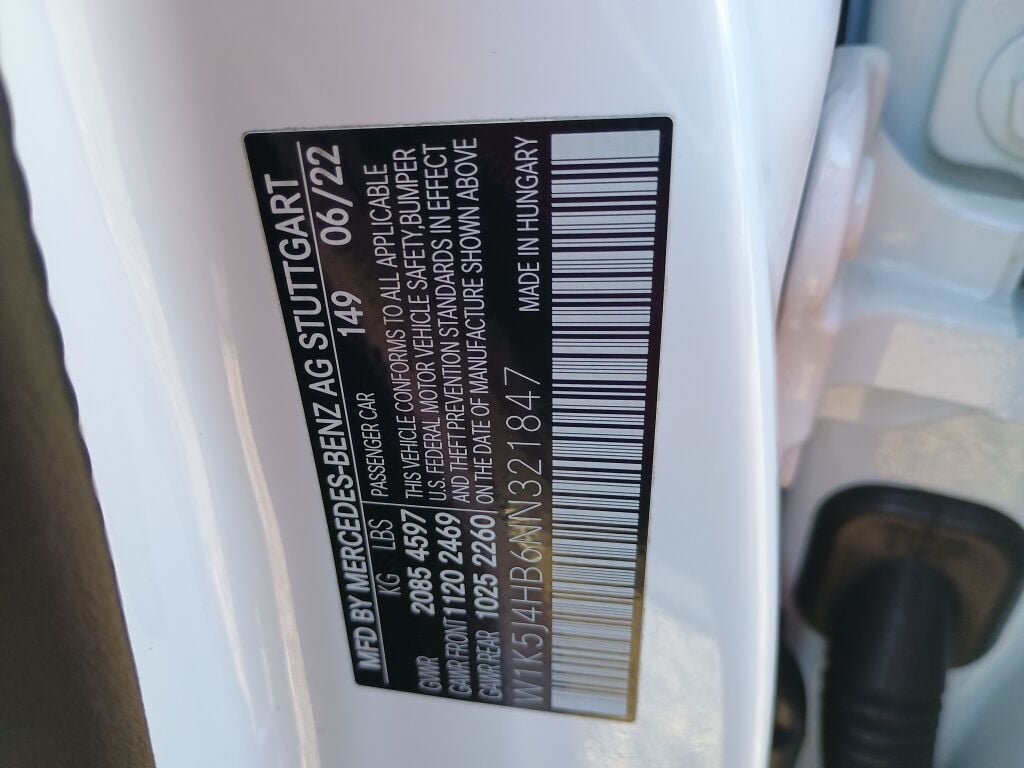 MFD BY MERCEDES-BENZ AG STUTTGART
KG LBS PASSENGER CAR 149 06/22
GVWR 2085 4597 THIS VEHICLE CONFORMS TO ALL APPLICABLE
GAWR FRONT 1120 2469 U.S. FEDERAL MOTOR VEHICLE SAFETY,BUMPER
GAWR REAR 1025 2260 AND THEFT PREVENTION STANDARDS IN EFFECT
ON THE DATE OF MANUFACTURE SHOWN ABOVE
W1K5J4HB6NN321847 MADE IN HUNGARY